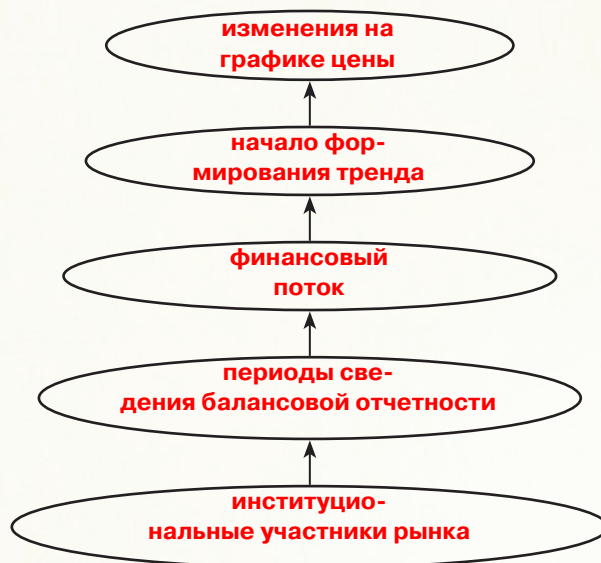 изменения на
графике цены
начало фор-
мирования тренда
финансовый
поток
периоды све-
дения балансовой отчетности
институцио-
нальные участники рынка